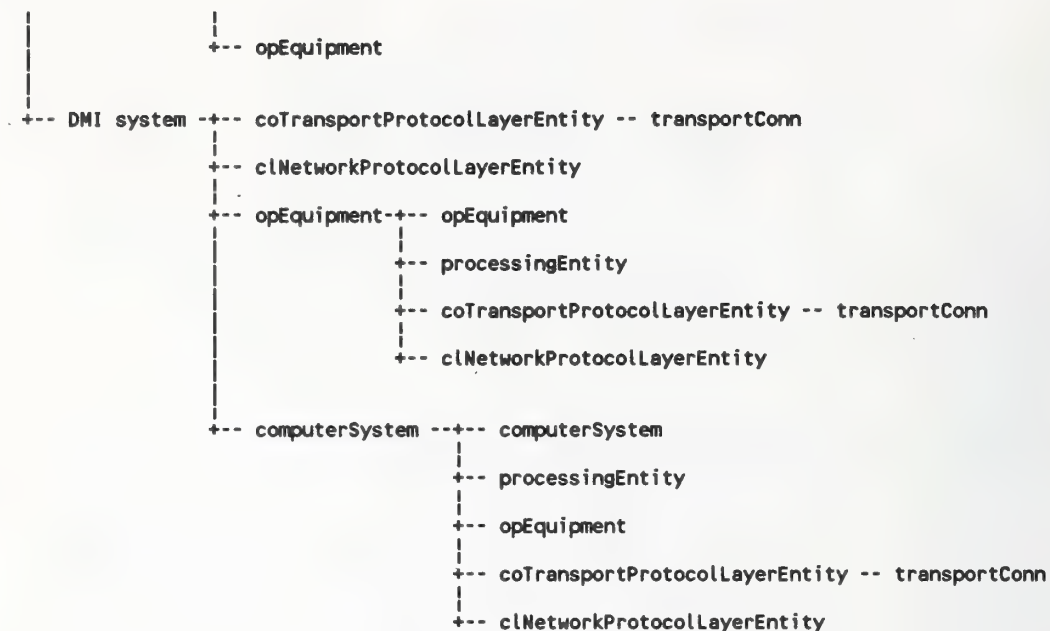 +-- opEquipment
+-- DMI system -+-- coTransportProtocolLayerEntity -- transportConn
+-- clNetworkProtocolLayerEntity
+-- opEquipment-+-- opEquipment
+-- processingEntity
+-- coTransportProtocolLayerEntity -- transportConn
+-- clNetworkProtocolLayerEntity
+-- computerSystem --+-- computerSystem
+-- processingEntity
+-- opEquipment
+-- coTransportProtocolLayerEntity -- transportConn
+-- clNetworkProtocolLayerEntity